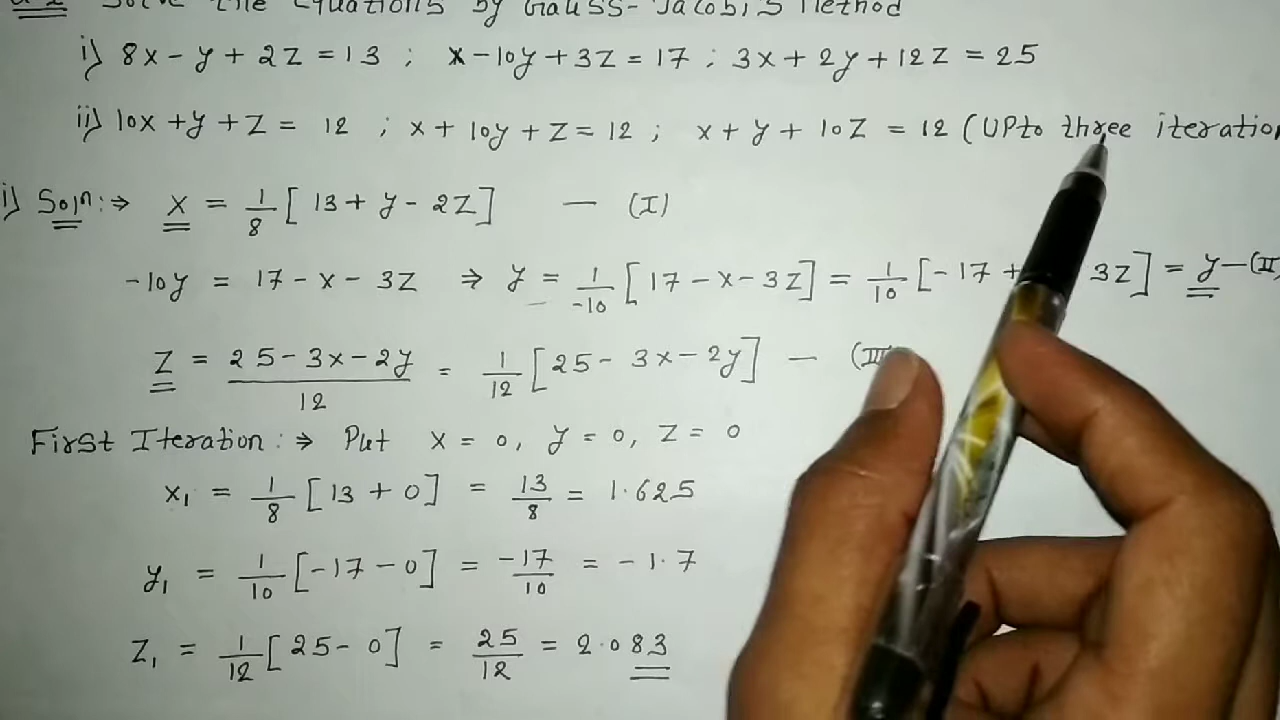 Solve the Equations by Gauss-Jacobi's Method
i) 8x - y + 2z = 13 ; x - 10y + 3z = 17 ; 3x + 2y + 12z = 25
ii) 10x + y + z = 12 ; x + 10y + z = 12 ; x + y + 10z = 12 (UPto three iteration
i) Soln :⇒ x = 1/8 [13 + y - 2z] — (I)
-10y = 17 - x - 3z ⇒ y = 1/-10 [17 - x - 3z] = 1/10 [-17 + 3z] = y — (II)
z = 25 - 3x - 2y / 12 = 1/12 [25 - 3x - 2y] — (III)
First Iteration :⇒ Put x = 0, y = 0, z = 0
x₁ = 1/8 [13 + 0] = 13/8 = 1.625
y₁ = 1/10 [-17 - 0] = -17/10 = -1.7
z₁ = 1/12 [25 - 0] = 25/12 = 2.083